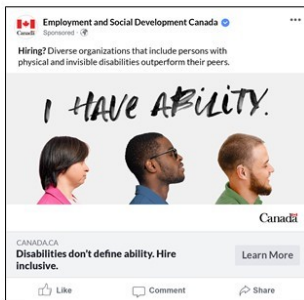 Employment and Social Development Canada
Canada
Sponsored ·
Hiring? Diverse organizations that include persons with
physical and invisible disabilities outperform their peers.
I HAVE ABILITY.
Canada
CANADA.CA
Disabilities don't define ability. Hire
inclusive.
Learn More
Like
Comment
Share